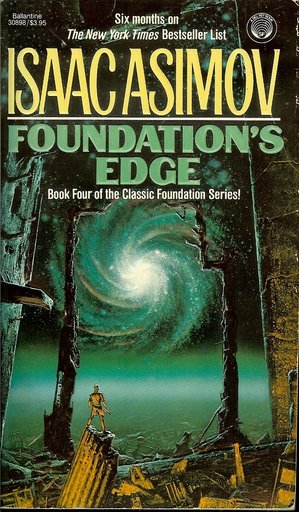 Ballantine
30898/$3.95
Six months on
The New York Times Bestseller List
ISAAC ASIMOV
FOUNDATION'S
EDGE
Book Four of the Classic Foundation Series!